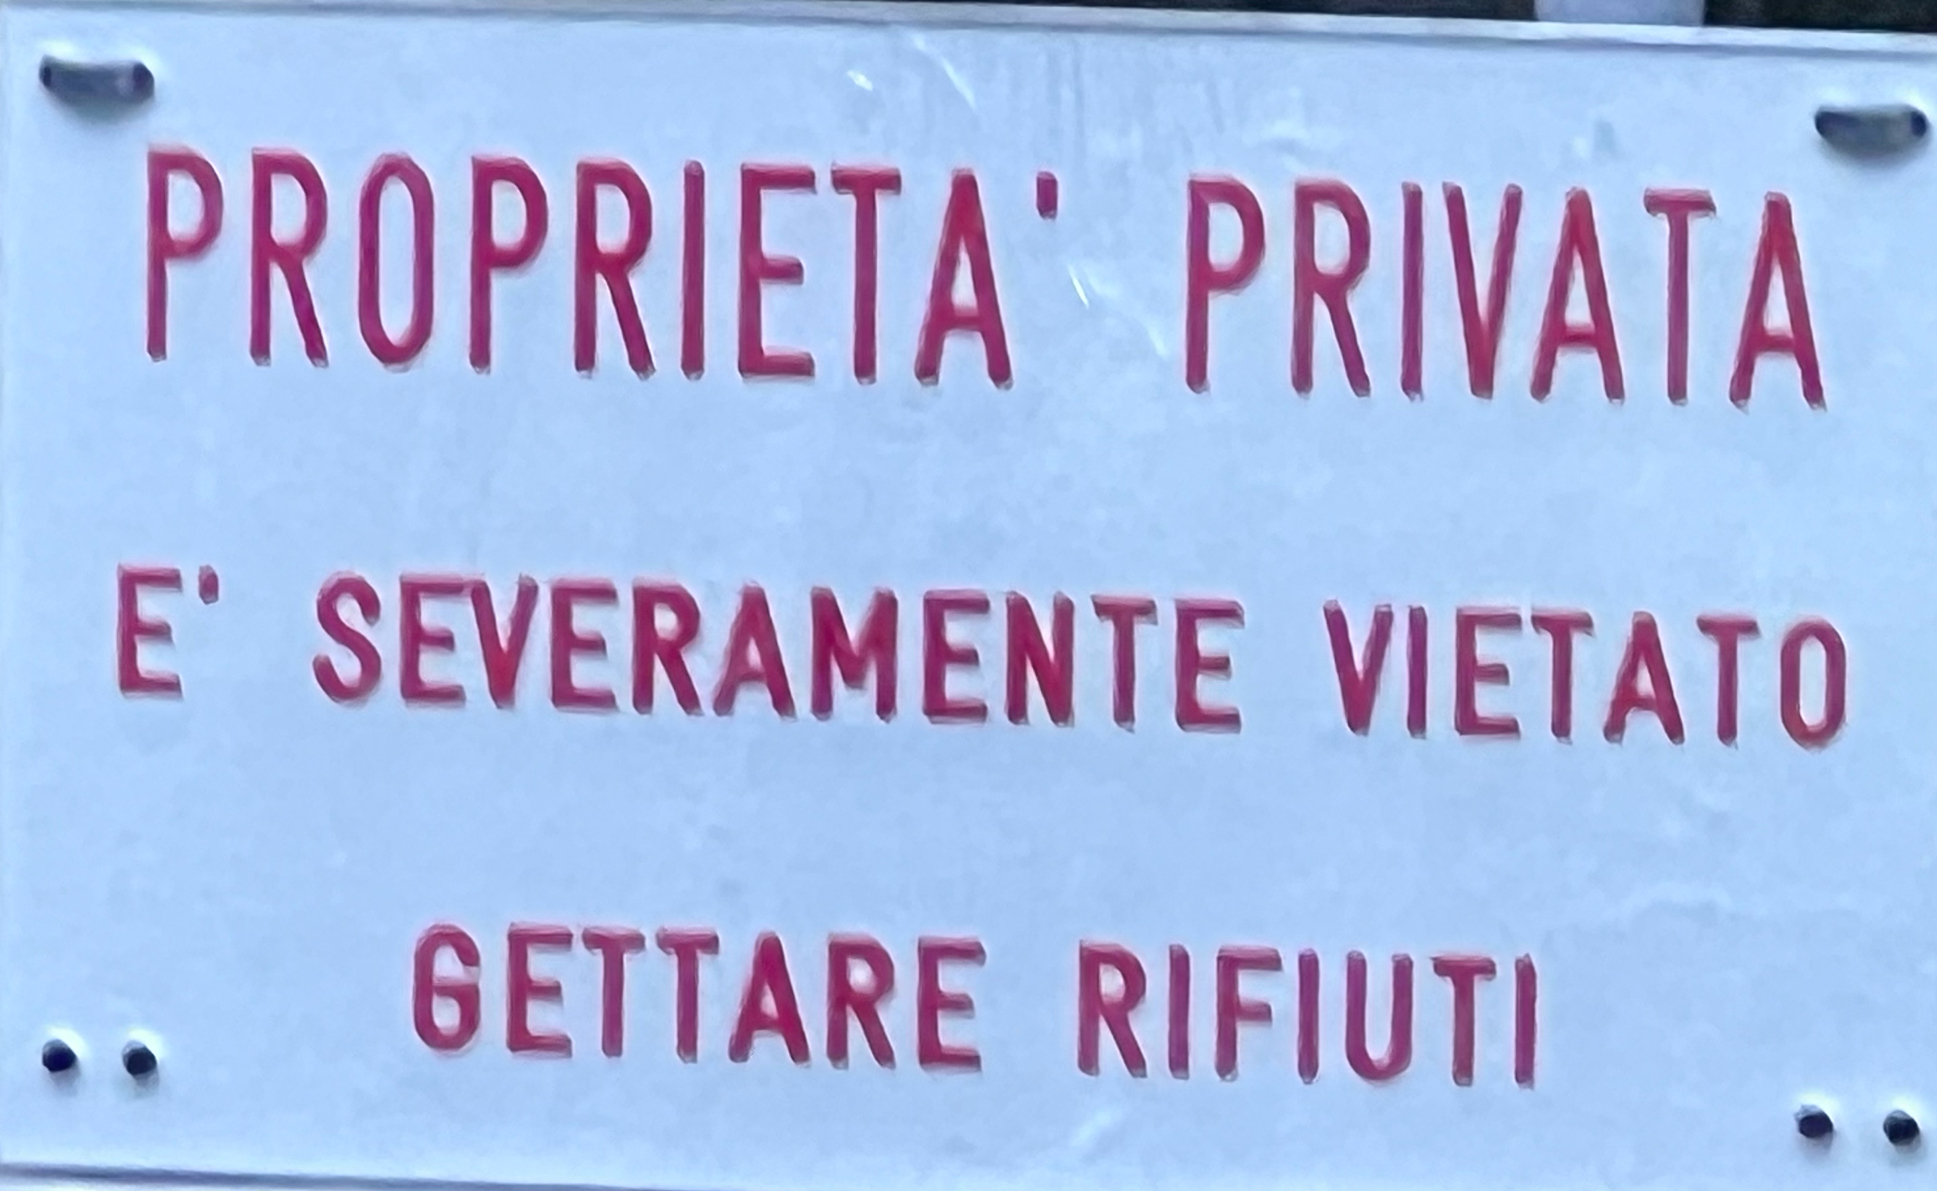 PROPRIETA' PRIVATA
E' SEVERAMENTE VIETATO
GETTARE RIFIUTI